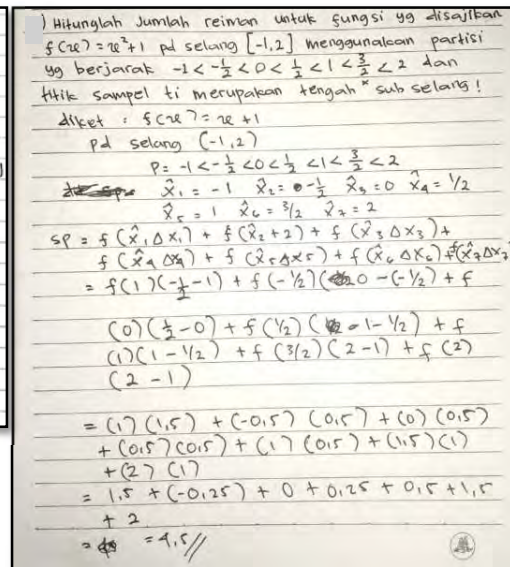 ) Hitunglah Jumlah reiman untuk fungsi yg disajikan
f(x) = x² + 1 pd selang [-1,2] menggunakan partisi
yg berjarak -1 < -1/2 < 0 < 1/2 < 1 < 3/2 < 2 dan
titik sampel ti merupakan tengah" sub selang !
diket : f(x) = x + 1
pd selang (-1,2)
P = -1 < -1/2 < 0 < 1/2 < 1 < 3/2 < 2
x̂₁ = -1 x̂₂ = -1/2 x̂₃ = 0 x̂₄ = 1/2
x̂₅ = 1 x̂₆ = 3/2 x̂₇ = 2
SP = f(x̂₁ Δx₁) + f(x̂₂ + 2) + f(x̂₃ Δx₃) +
f(x̂₄ Δx₄) + f(x̂₅ Δx₅) + f(x̂₆ Δx₆) + f(x̂₇ Δx₇
= f(1)(-1/2 - 1) + f(-1/2)(0 - (-1/2) + f
(0)(1/2 - 0) + f(1/2)(1 - 1/2) + f
(1)(1 - 1/2) + f(3/2)(2 - 1) + f(2)
(2 - 1)
= (1)(1,5) + (-0,5)(0,5) + (0)(0,5)
+ (0,5)(0,5) + (1)(0,5) + (1,5)(1)
+ (2)(1)
= 1,5 + (-0,25) + 0 + 0,25 + 0,5 + 1,5
+ 2
= = 4,5 //